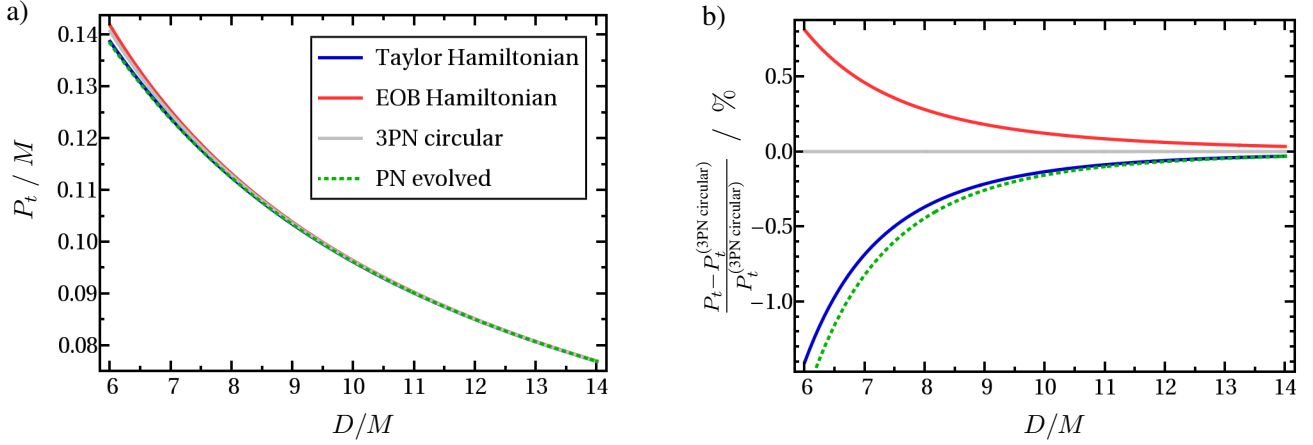 a)
P_t / M
0.14
0.13
0.12
0.11
0.10
0.09
0.08
Taylor Hamiltonian
EOB Hamiltonian
3PN circular
PN evolved
6 7 8 9 10 11 12 13 14
D/M
b)
\frac{P_t - P_t^{(3PN circular)}}{P_t^{(3PN circular)}} / %
0.5
0.0
−0.5
−1.0
6 7 8 9 10 11 12 13 14
D/M